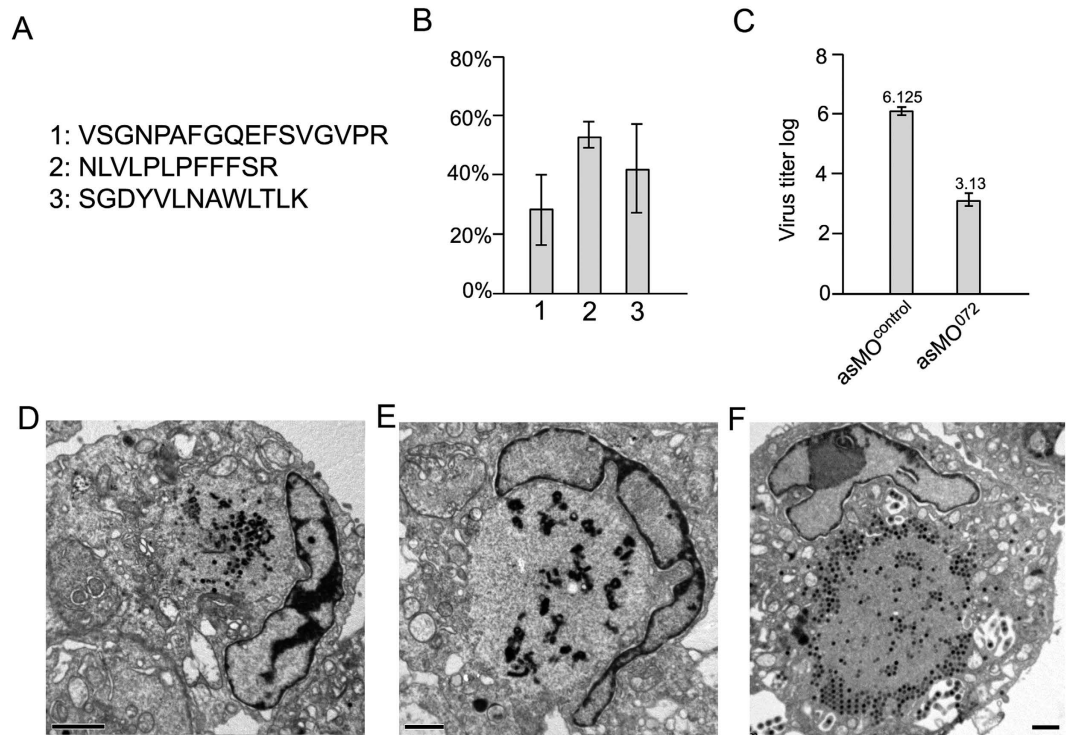 A
1: VSGNPAFGQEFSVGVPR
2: NLVLPLPFFFSR
3: SGDYVLNAWLTLK
B
80%
60%
40%
20%
0%
1 2 3
C
Virus titer log
8
6
4
2
0
6.125
3.13
asMOcontrol
asMO072
D
E
F